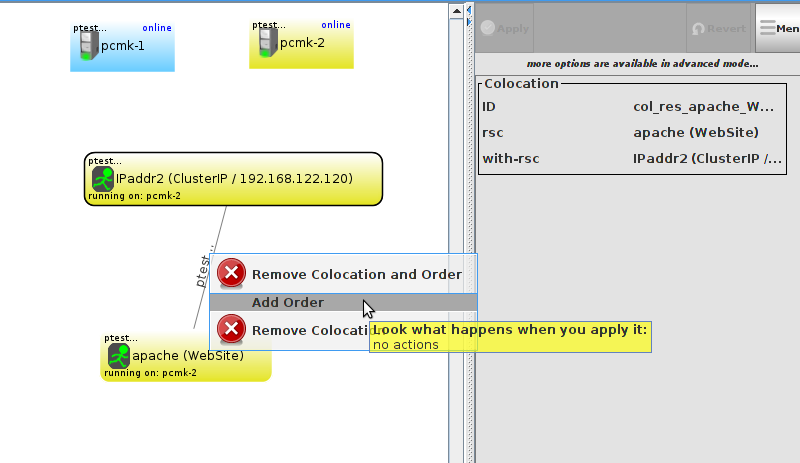 ptest...
online
pcmk-1
ptest...
online
pcmk-2
ptest...
IPaddr2 (ClusterIP / 192.168.122.120)
running on: pcmk-2
ptest...
Remove Colocation and Order
Add Order
Remove Colocation
Look what happens when you apply it:
no actions
ptest...
apache (WebSite)
running on: pcmk-2
Apply
Revert
Men
more options are available in advanced mode...
Colocation
ID
col_res_apache_W...
rsc
apache (WebSite)
with-rsc
IPaddr2 (ClusterIP /...